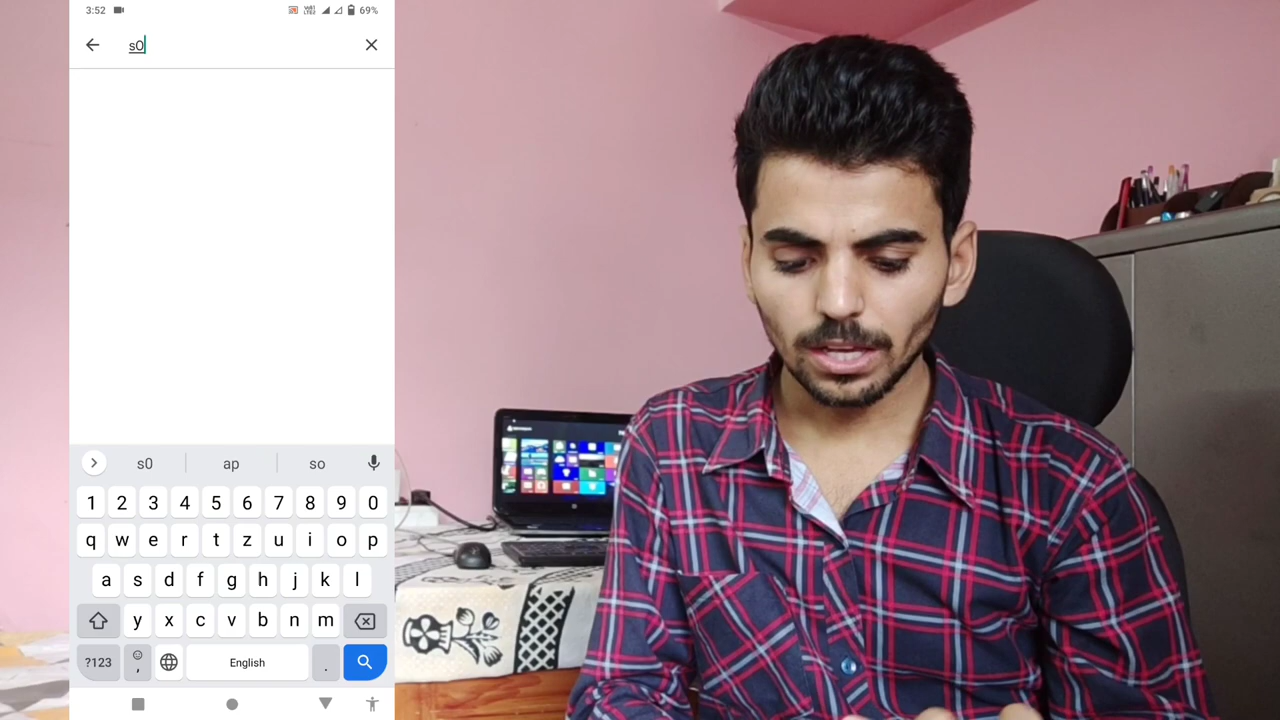 3:52 69%
s0
s0 ap so
1 2 3 4 5 6 7 8 9 0
q w e r t z u i o p
a s d f g h j k l
y x c v b n m
?123 , English .